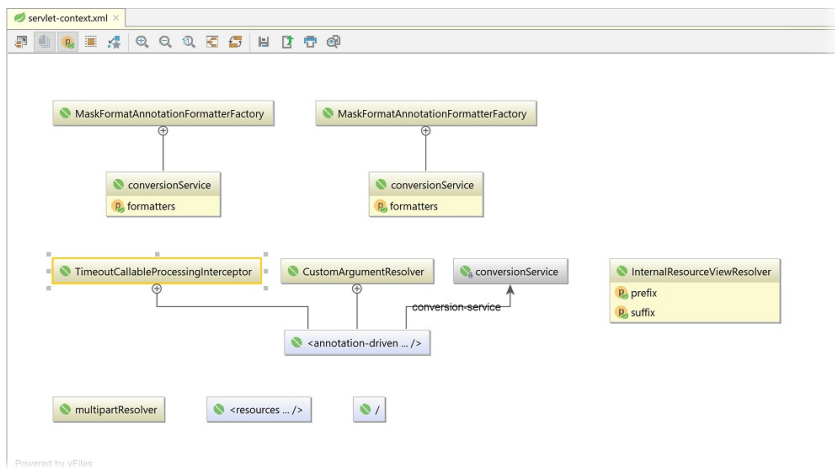 servlet-context.xml
MaskFormatAnnotationFormatterFactory
MaskFormatAnnotationFormatterFactory
conversionService
formatters
conversionService
formatters
TimeoutCallableProcessingInterceptor
CustomArgumentResolver
conversionService
InternalResourceViewResolver
prefix
suffix
conversion-service
<annotation-driven ... />
multipartResolver
<resources ... />
/
Powered by yFiles